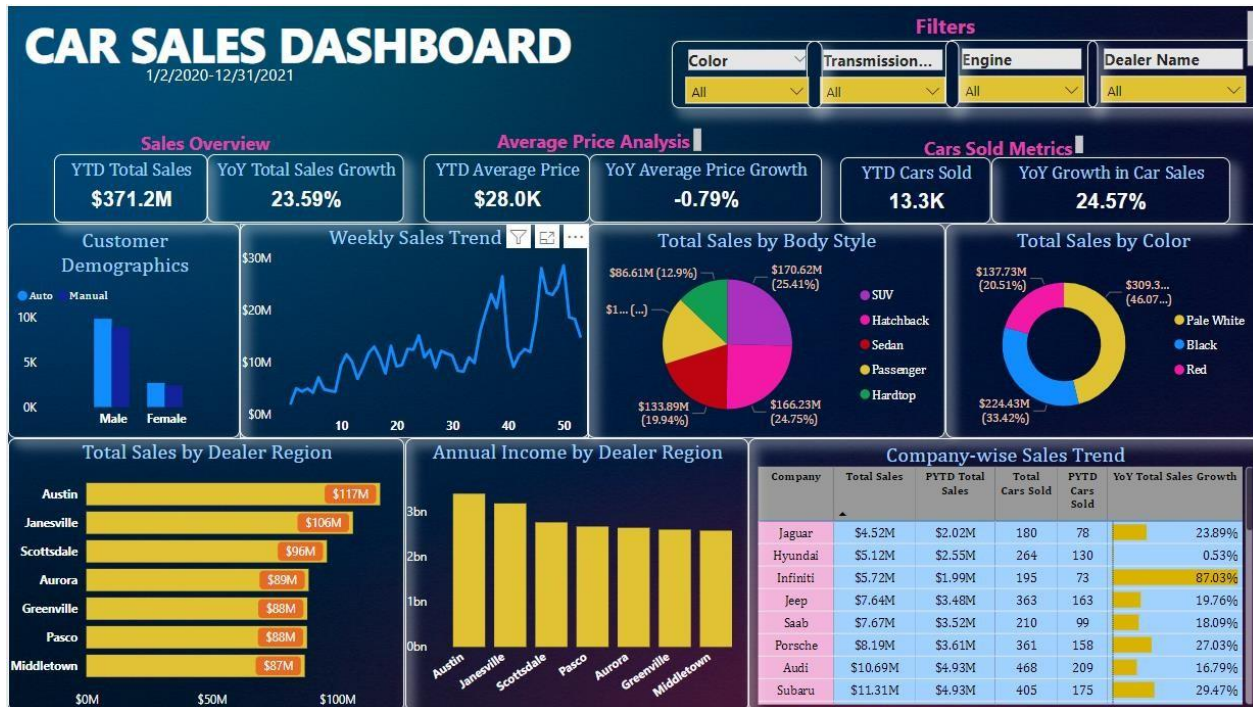 CAR SALES DASHBOARD
1/2/2020-12/31/2021
Filters
Color
Transmission...
Engine
Dealer Name
All
All
All
All
Sales Overview
Average Price Analysis
Cars Sold Metrics
YTD Total Sales
YoY Total Sales Growth
YTD Average Price
YoY Average Price Growth
YTD Cars Sold
YoY Growth in Car Sales
$371.2M
23.59%
$28.0K
-0.79%
13.3K
24.57%
Customer
Demographics
Auto Manual
10K
5K
0K
Male Female
Weekly Sales Trend
$30M
$20M
$10M
$0M
10 20 30 40 50
Total Sales by Body Style
$86.61M (12.9%)
$170.62M
(25.41%)
$1... (...)
$133.89M
(19.94%)
$166.23M
(24.75%)
SUV
Hatchback
Sedan
Passenger
Hardtop
Total Sales by Color
$137.73M
(20.51%)
$309.3...
(46.07...)
$224.43M
(33.42%)
Pale White
Black
Red
Total Sales by Dealer Region
Austin $117M
Janesville $106M
Scottsdale $96M
Aurora $89M
Greenville $88M
Pasco $88M
Middletown $87M
$0M $50M $100M
Annual Income by Dealer Region
3bn
2bn
1bn
0bn
Austin
Janesville
Scottsdale
Pasco
Aurora
Greenville
Middletown
Company-wise Sales Trend
Company Total Sales PYTD Total Sales Total Cars Sold PYTD Cars Sold YoY Total Sales Growth
Jaguar $4.52M $2.02M 180 78 23.89%
Hyundai $5.12M $2.55M 264 130 0.53%
Infiniti $5.72M $1.99M 195 73 87.03%
Jeep $7.64M $3.48M 363 163 19.76%
Saab $7.67M $3.52M 210 99 18.09%
Porsche $8.19M $3.61M 361 158 27.03%
Audi $10.69M $4.93M 468 209 16.79%
Subaru $11.31M $4.93M 405 175 29.47%